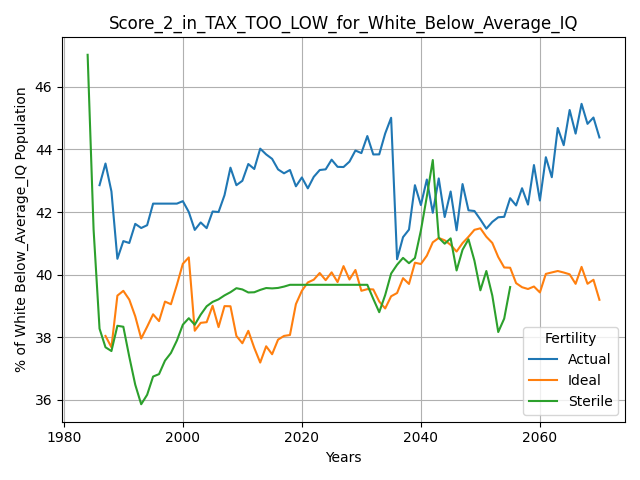 Score_2_in_TAX_TOO_LOW_for_White_Below_Average_IQ
% of White Below_Average_IQ Population
46
44
42
40
38
36
1980
2000
2020
2040
2060
Years
Fertility
Actual
Ideal
Sterile